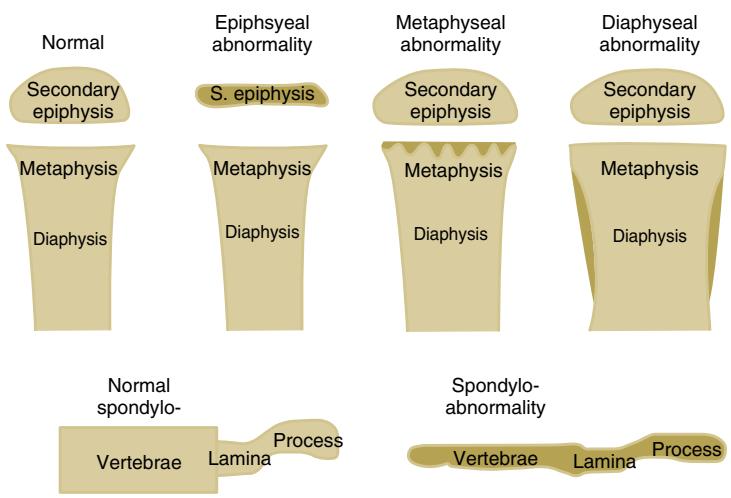 Normal
Epiphsyeal
abnormality
Metaphyseal
abnormality
Diaphyseal
abnormality
Secondary
epiphysis
S. epiphysis
Secondary
epiphysis
Secondary
epiphysis
Metaphysis
Metaphysis
Metaphysis
Metaphysis
Diaphysis
Diaphysis
Diaphysis
Diaphysis
Normal
spondylo-
Spondylo-
abnormality
Vertebrae
Lamina
Process
Vertebrae
Lamina
Process